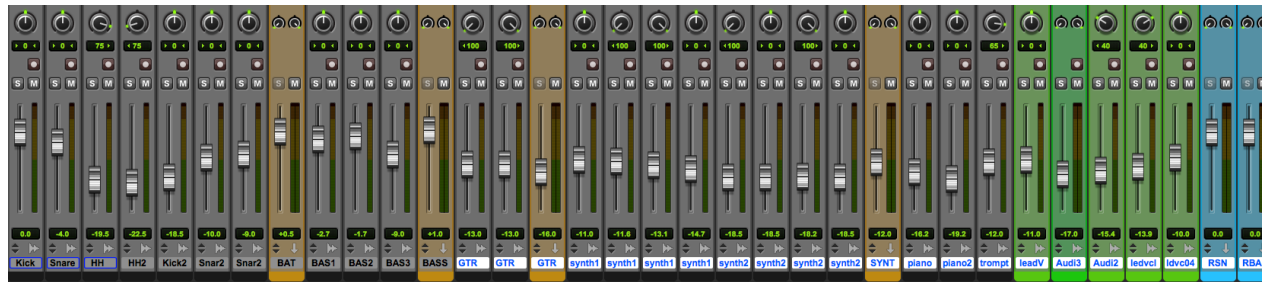 ▸ 0 ◂ ▸ 0 ◂ 75 ▸ ◂ 75 ▸ 0 ◂ ▸ 0 ◂ ▸ 0 ◂ ▸ 0 ◂ ▸ 0 ◂ ▸ 0 ◂ ◂ 100 100 ▸ ▸ 0 ◂ ◂ 100 100 ▸ ▸ 0 ◂ ◂ 100 ▸ 0 ◂ 100 ▸ ▸ 0 ◂ ▸ 0 ◂ ▸ 0 ◂ 65 ▸ ▸ 0 ◂ ◂ 40 40 ▸ ▸ 0 ◂
S M S M S M S M S M S M S M S M S M S M S M S M S M S M S M S M S M S M S M S M S M S M S M S M S M S M S M S M S M S M S M S M S M S M
0.0 -4.0 -19.5 -22.5 -18.5 -10.0 -9.0 +0.5 -2.7 -1.7 -9.0 +1.0 -13.0 -13.0 -16.0 -11.0 -11.6 -13.1 -14.7 -18.5 -18.5 -18.2 -18.5 -12.0 -16.2 -19.2 -12.0 -11.0 -17.0 -15.4 -13.9 -10.0 0.0 0.0
Kick Snare HH HH2 Kick2 Snar2 Snar2 BAT BAS1 BAS2 BAS3 BASS GTR GTR GTR synth1 synth1 synth1 synth1 synth2 synth2 synth2 synth2 SYNT piano piano2 trompt leadV Audi3 Audi2 ledvcl ldvc04 RSN RBA